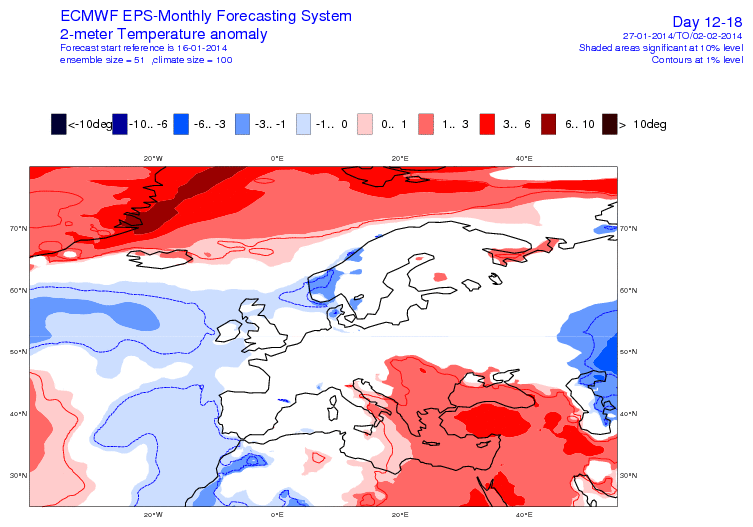 ECMWF EPS-Monthly Forecasting System
2-meter Temperature anomaly
Forecast start reference is 16-01-2014
ensemble size = 51 ,climate size = 100
Day 12-18
27-01-2014/TO/02-02-2014
Shaded areas significant at 10% level
Contours at 1% level
<-10deg -10.. -6 -6.. -3 -3.. -1 -1.. 0 0.. 1 1.. 3 3.. 6 6.. 10 > 10deg
20°W 0°E 20°E 40°E
70°N 70°N
60°N 60°N
50°N 50°N
40°N 40°N
30°N 30°N
20°W 0°E 20°E 40°E